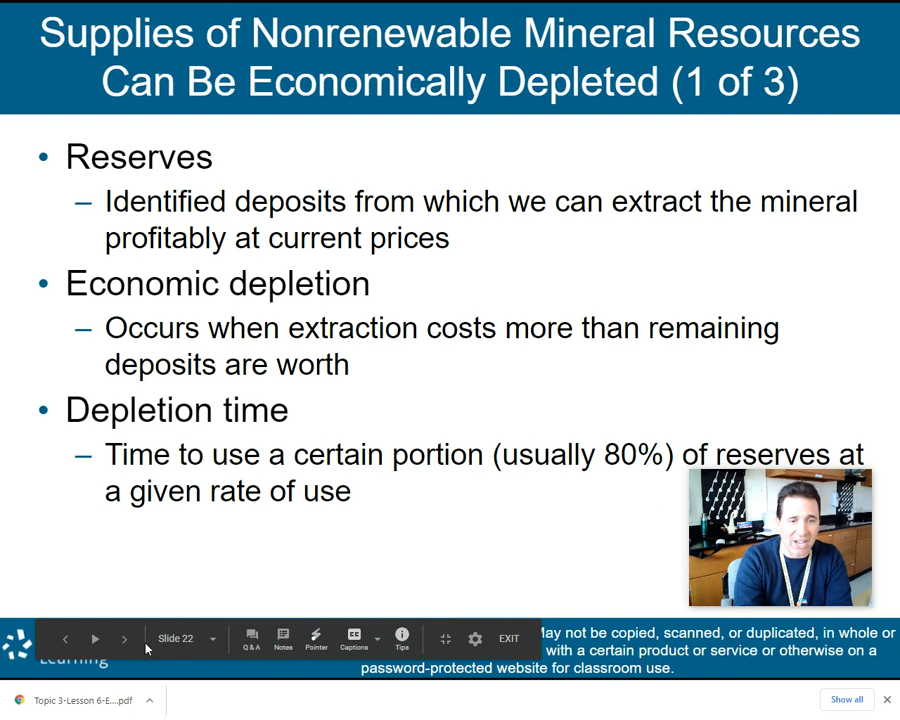 Supplies of Nonrenewable Mineral Resources
Can Be Economically Depleted (1 of 3)
• Reserves
– Identified deposits from which we can extract the mineral
profitably at current prices
• Economic depletion
– Occurs when extraction costs more than remaining
deposits are worth
• Depletion time
– Time to use a certain portion (usually 80%) of reserves at
a given rate of use
Slide 22
Q & A
Notes
Pointer
CC
Captions
Tips
EXIT
May not be copied, scanned, or duplicated, in whole or
with a certain product or service or otherwise on a
password-protected website for classroom use.
Learning
Topic 3-Lesson 6-E....pdf
Show all